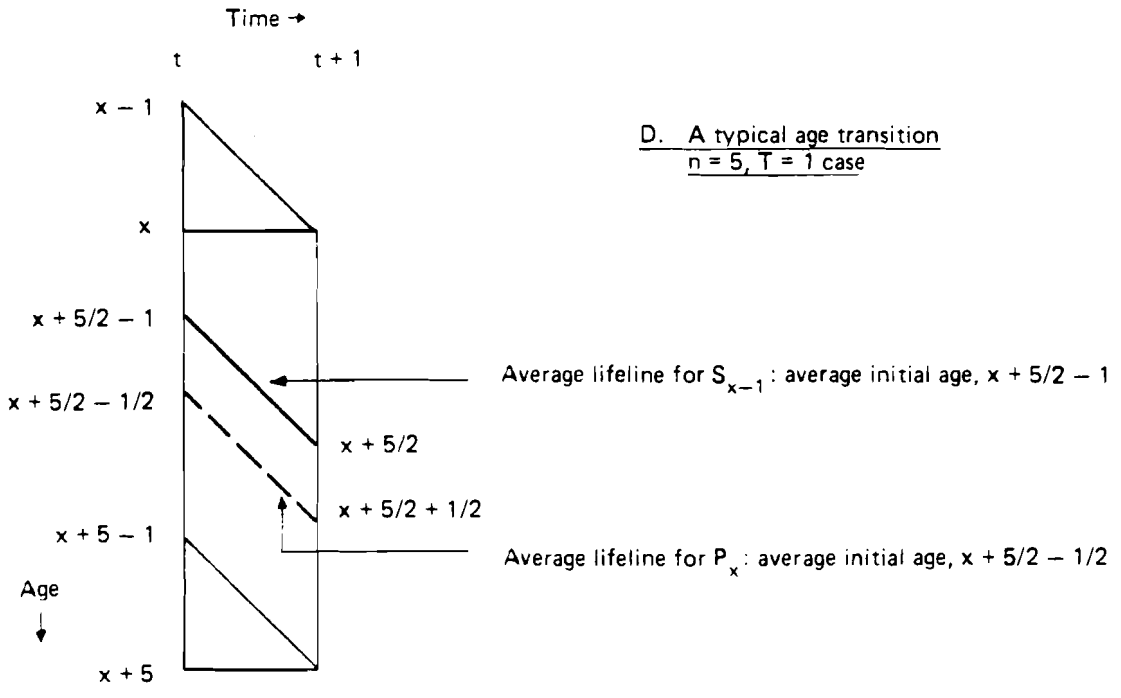 Time →
t
t + 1
x − 1
D. A typical age transition
n = 5, T = 1 case
x
x + 5/2 − 1
Average lifeline for S_{x−1}: average initial age, x + 5/2 − 1
x + 5/2 − 1/2
x + 5/2
x + 5/2 + 1/2
x + 5 − 1
Average lifeline for P_x: average initial age, x + 5/2 − 1/2
Age
↓
x + 5